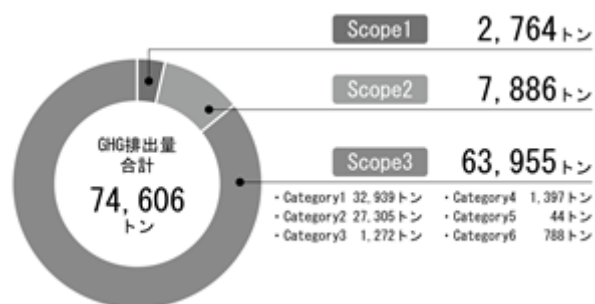 Scope1 2,764トン
Scope2 7,886トン
GHG排出量
合計
74,606
トン
Scope3 63,955トン
・Category1 32,939トン ・Category4 1,397トン
・Category2 27,305トン ・Category5 44トン
・Category3 1,272トン ・Category6 788トン